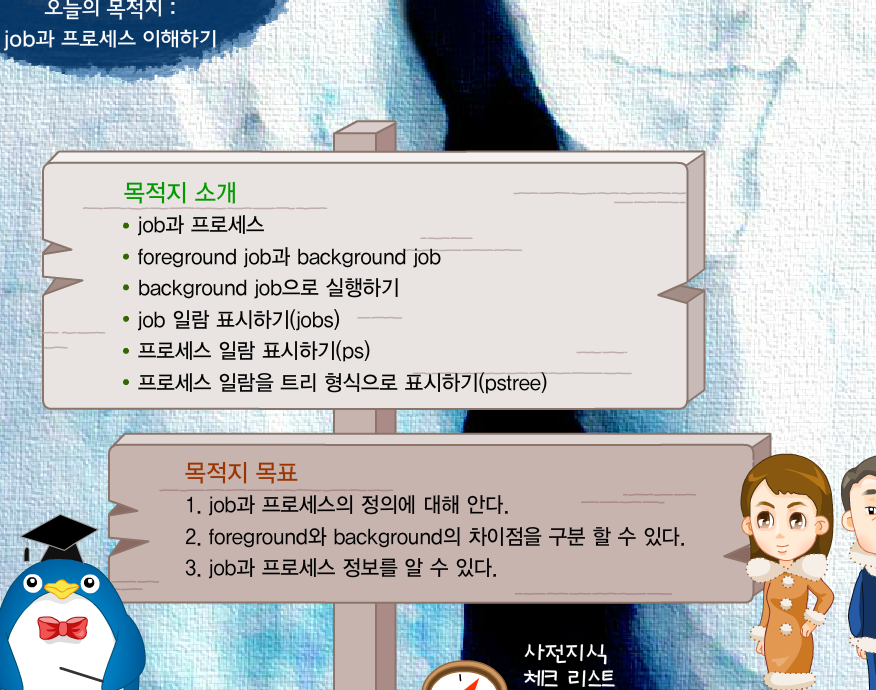 오늘의 목적지 :
job과 프로세스 이해하기
목적지 소개
• job과 프로세스
• foreground job과 background job
• background job으로 실행하기
• job 일람 표시하기(jobs)
• 프로세스 일람 표시하기(ps)
• 프로세스 일람을 트리 형식으로 표시하기(pstree)
목적지 목표
1. job과 프로세스의 정의에 대해 안다.
2. foreground와 background의 차이점을 구분 할 수 있다.
3. job과 프로세스 정보를 알 수 있다.
사전지식
체크 리스트